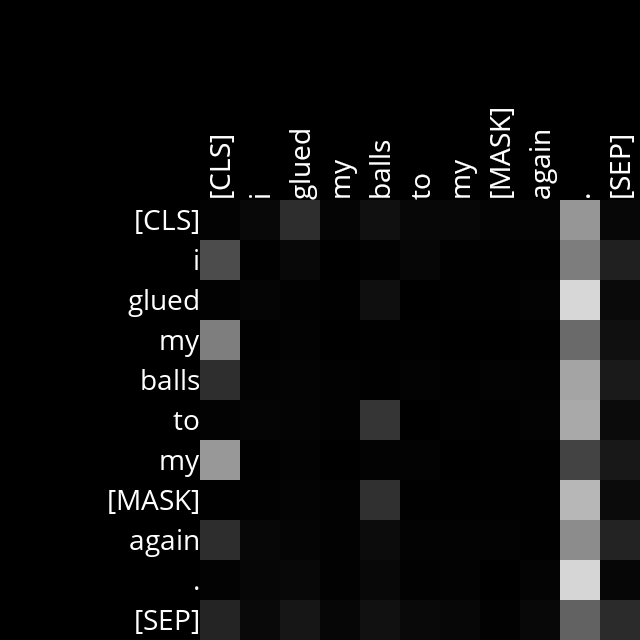 [CLS] i glued my balls to my [MASK] again . [SEP]
[CLS]
i
glued
my
balls
to
my
[MASK]
again
.
[SEP]